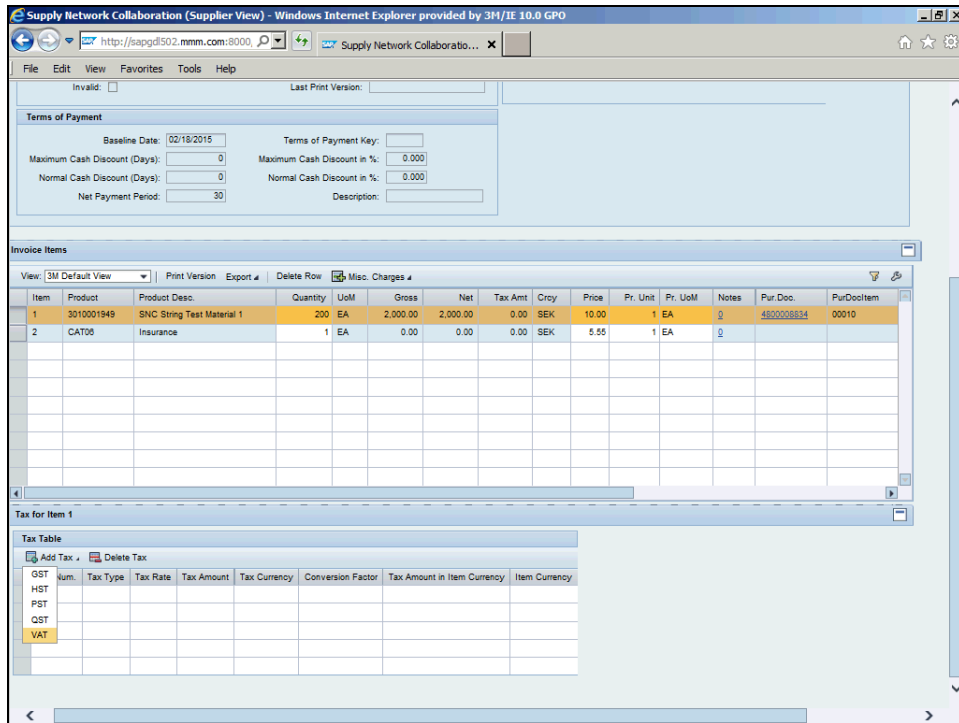 Supply Network Collaboration (Supplier View) - Windows Internet Explorer provided by 3M/IE 10.0 GPO
http://sapgdl502.mmm.com:8000, Supply Network Collaboratio... X
File Edit View Favorites Tools Help
Invalid: Last Print Version:
Terms of Payment
Baseline Date: 02/18/2015 Terms of Payment Key:
Maximum Cash Discount (Days): 0 Maximum Cash Discount in %: 0.000
Normal Cash Discount (Days): 0 Normal Cash Discount in %: 0.000
Net Payment Period: 30 Description:
Invoice Items
View: 3M Default View Print Version Export Delete Row Misc. Charges
Item Product Product Desc. Quantity UoM Gross Net Tax Amt Crcy Price Pr. Unit Pr. UoM Notes Pur.Doc. PurDocItem
1 3010001949 SNC String Test Material 1 200 EA 2,000.00 2,000.00 0.00 SEK 10.00 1 EA 0 4800008834 00010
2 CAT06 Insurance 1 EA 0.00 0.00 0.00 SEK 5.55 1 EA 0
Tax for Item 1
Tax Table
Add Tax Delete Tax
GST Num. Tax Type Tax Rate Tax Amount Tax Currency Conversion Factor Tax Amount in Item Currency Item Currency
HST
PST
QST
VAT